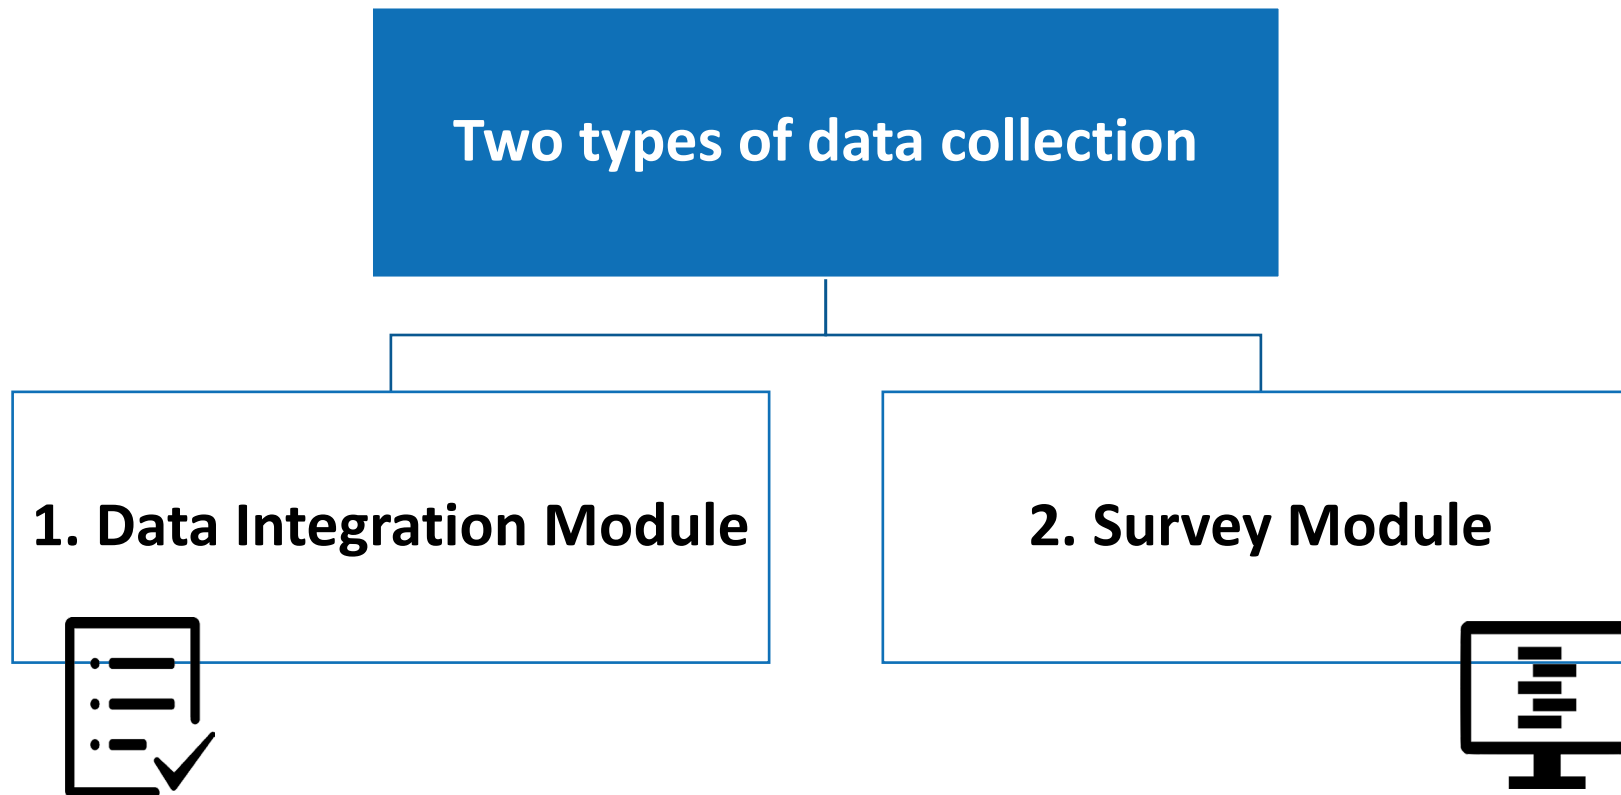 Two types of data collection
1. Data Integration Module
2. Survey Module